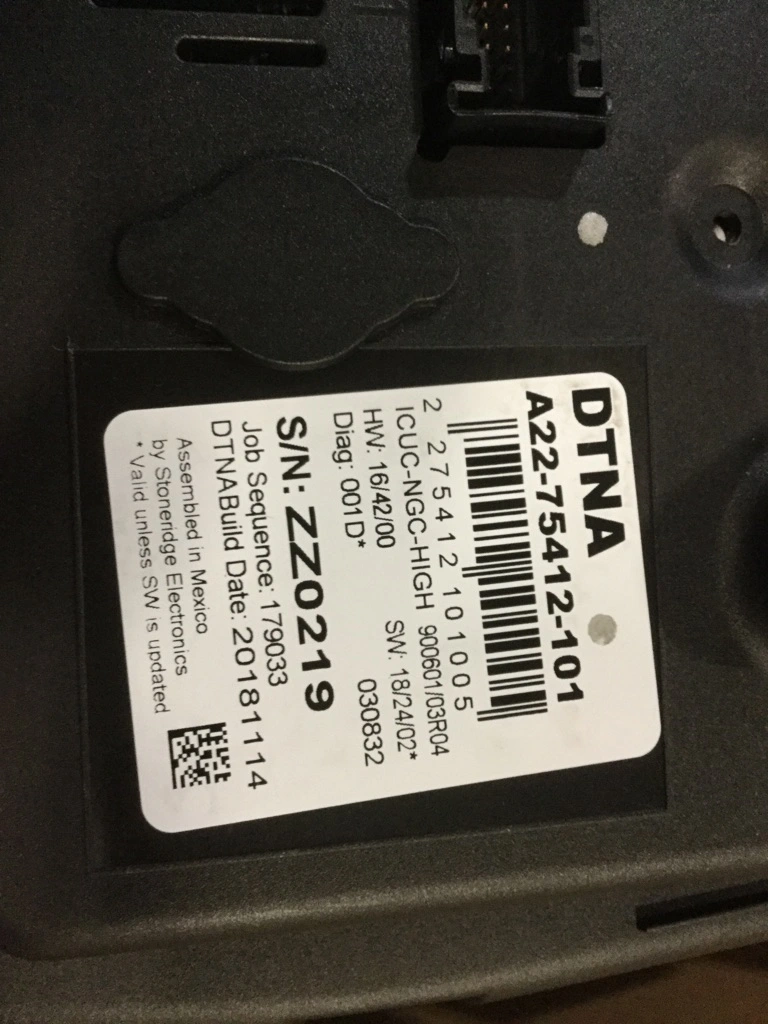 DTNA
A22-75412-101
2 27541210 1005
ICUC-NGC-HIGH 900601/03R04
HW: 16/42/00 SW: 18/24/02*
Diag: 001D* 030832
S/N: ZZ0219
Job Sequence: 179033
DTNABuild Date: 20181114
Assembled in Mexico
by Stoneridge Electronics
* Valid unless SW is updated